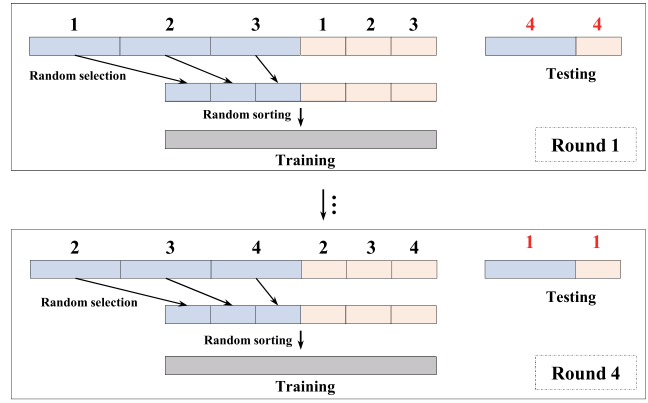 1 2 3 1 2 3 4 4
Random selection
Testing
Random sorting
Training
Round 1
⋮
2 3 4 2 3 4 1 1
Random selection
Testing
Random sorting
Training
Round 4